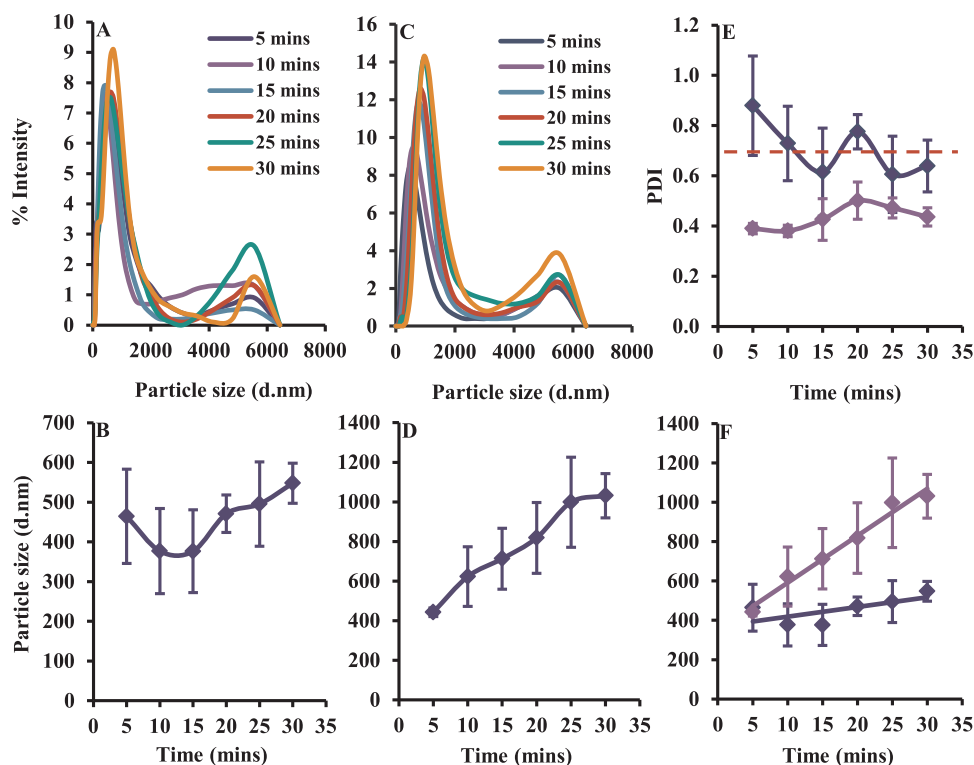 A
% Intensity
10
9
8
7
6
5
4
3
2
1
0
5 mins
10 mins
15 mins
20 mins
25 mins
30 mins
0 2000 4000 6000 8000
Particle size (d.nm)
C
16
14
12
10
8
6
4
2
0
5 mins
10 mins
15 mins
20 mins
25 mins
30 mins
0 2000 4000 6000 8000
Particle size (d.nm)
E
PDI
1.2
1.0
0.8
0.6
0.4
0.2
0.0
0 5 10 15 20 25 30 35
Time (mins)
B
Particle size (d.nm)
700
600
500
400
300
200
100
0
0 5 10 15 20 25 30 35
Time (mins)
D
1400
1200
1000
800
600
400
200
0
0 5 10 15 20 25 30 35
Time (mins)
F
1400
1200
1000
800
600
400
200
0
0 5 10 15 20 25 30 35
Time (mins)